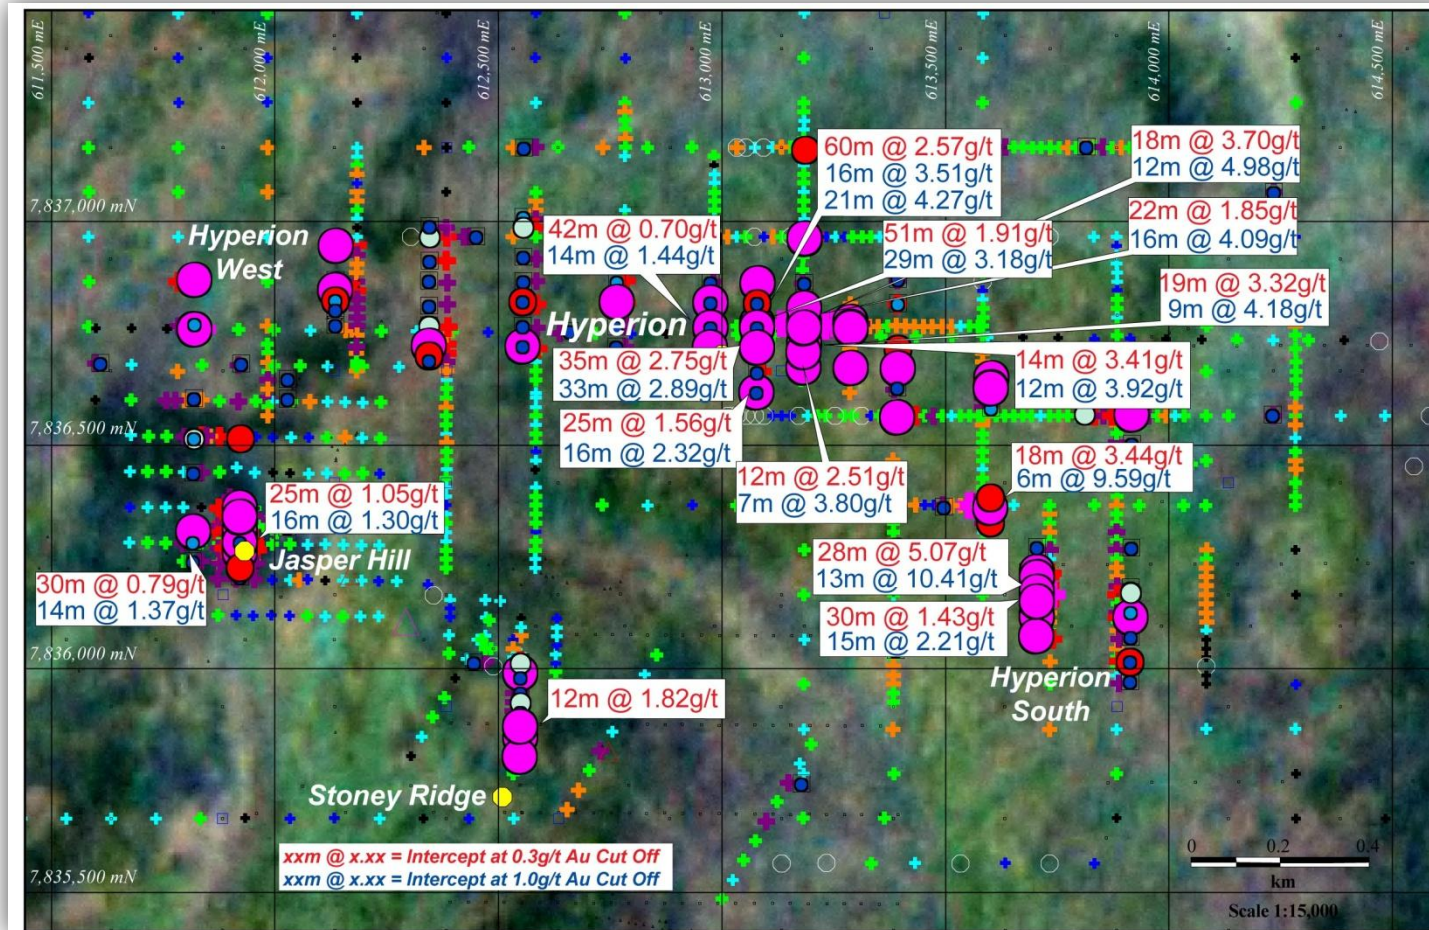 611,500 mE
612,000 mE
612,500 mE
613,000 mE
613,500 mE
614,000 mE
614,500 mE
7,837,000 mN
Hyperion
West
60m @ 2.57g/t
16m @ 3.51g/t
21m @ 4.27g/t
18m @ 3.70g/t
12m @ 4.98g/t
42m @ 0.70g/t
14m @ 1.44g/t
51m @ 1.91g/t
29m @ 3.18g/t
22m @ 1.85g/t
16m @ 4.09g/t
19m @ 3.32g/t
9m @ 4.18g/t
Hyperion
35m @ 2.75g/t
33m @ 2.89g/t
14m @ 3.41g/t
12m @ 3.92g/t
25m @ 1.56g/t
16m @ 2.32g/t
7,836,500 mN
12m @ 2.51g/t
7m @ 3.80g/t
18m @ 3.44g/t
6m @ 9.59g/t
25m @ 1.05g/t
16m @ 1.30g/t
Jasper Hill
30m @ 0.79g/t
14m @ 1.37g/t
28m @ 5.07g/t
13m @ 10.41g/t
30m @ 1.43g/t
15m @ 2.21g/t
7,836,000 mN
Hyperion
South
12m @ 1.82g/t
Stoney Ridge
xxm @ x.xx = Intercept at 0.3g/t Au Cut Off
xxm @ x.xx = Intercept at 1.0g/t Au Cut Off
7,835,500 mN
0 0.2 0.4
km
Scale 1:15,000